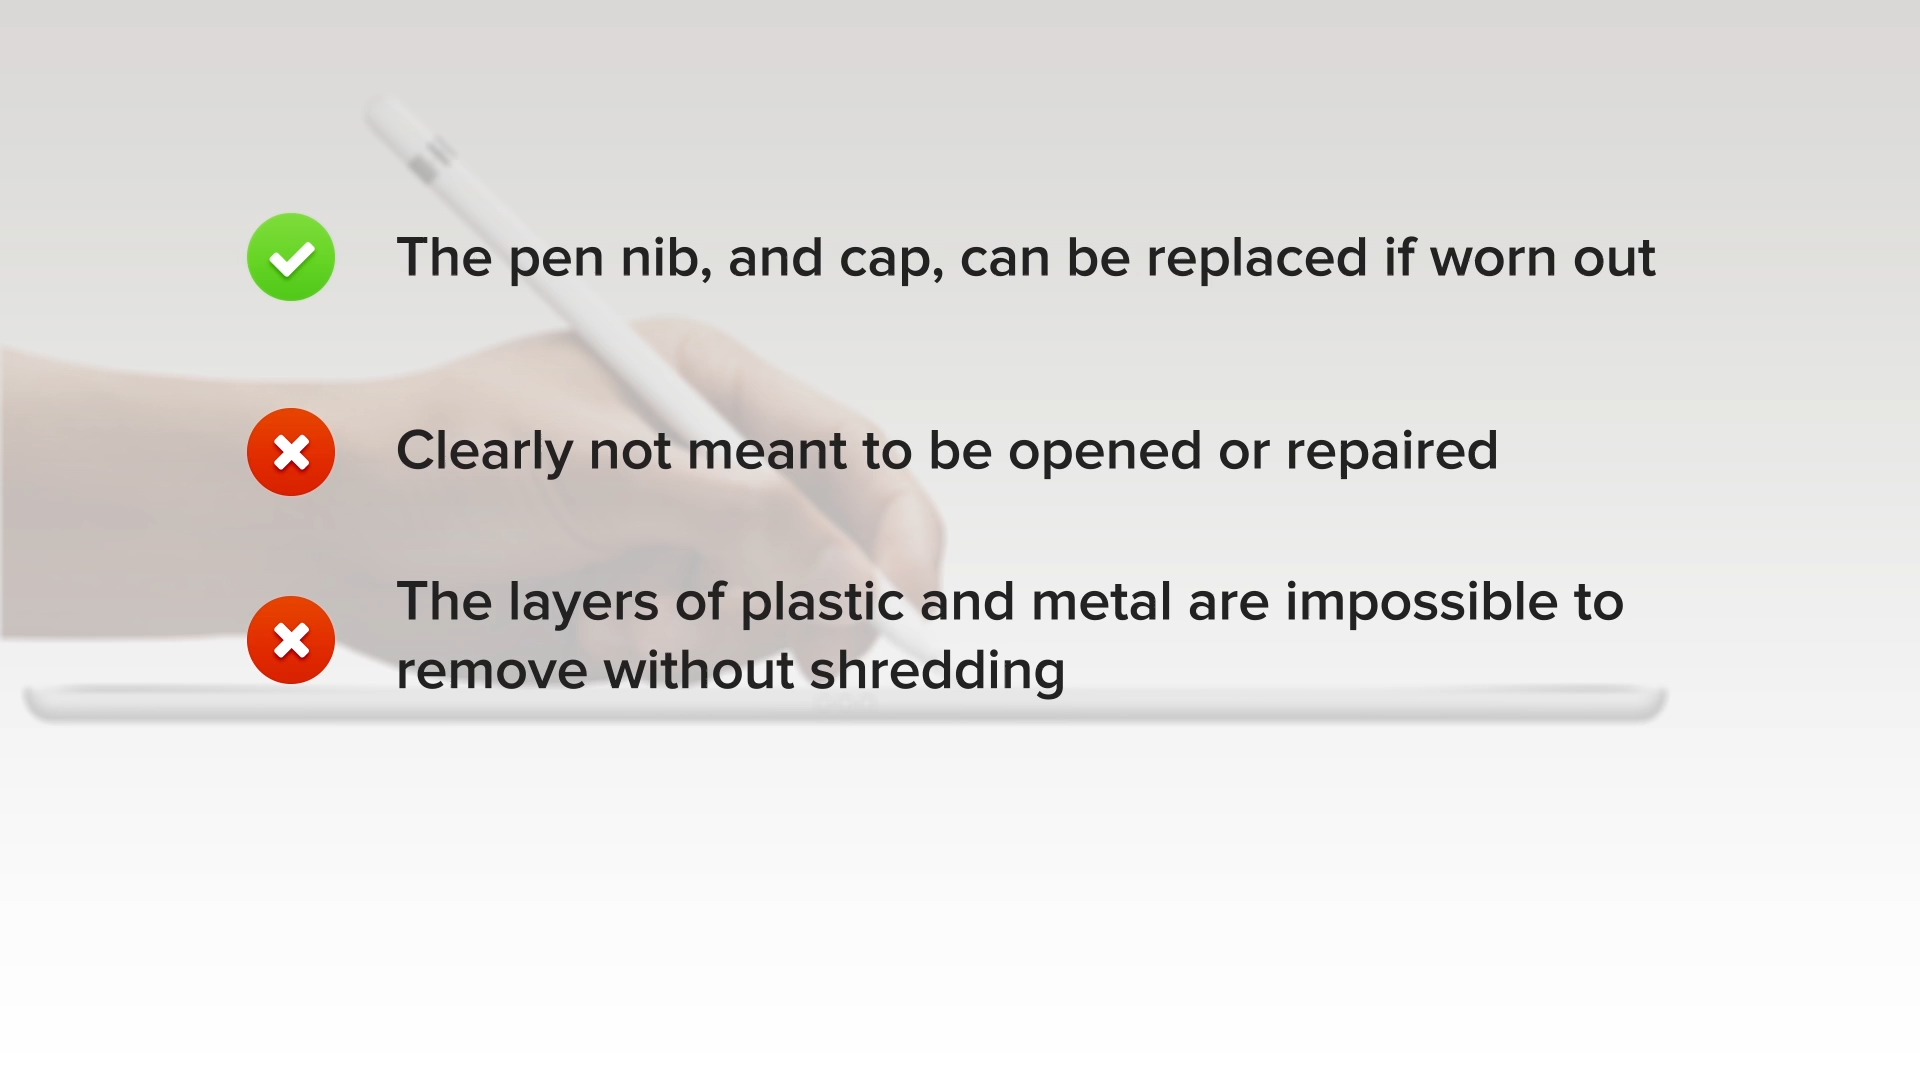 The pen nib, and cap, can be replaced if worn out
Clearly not meant to be opened or repaired
The layers of plastic and metal are impossible to
remove without shredding